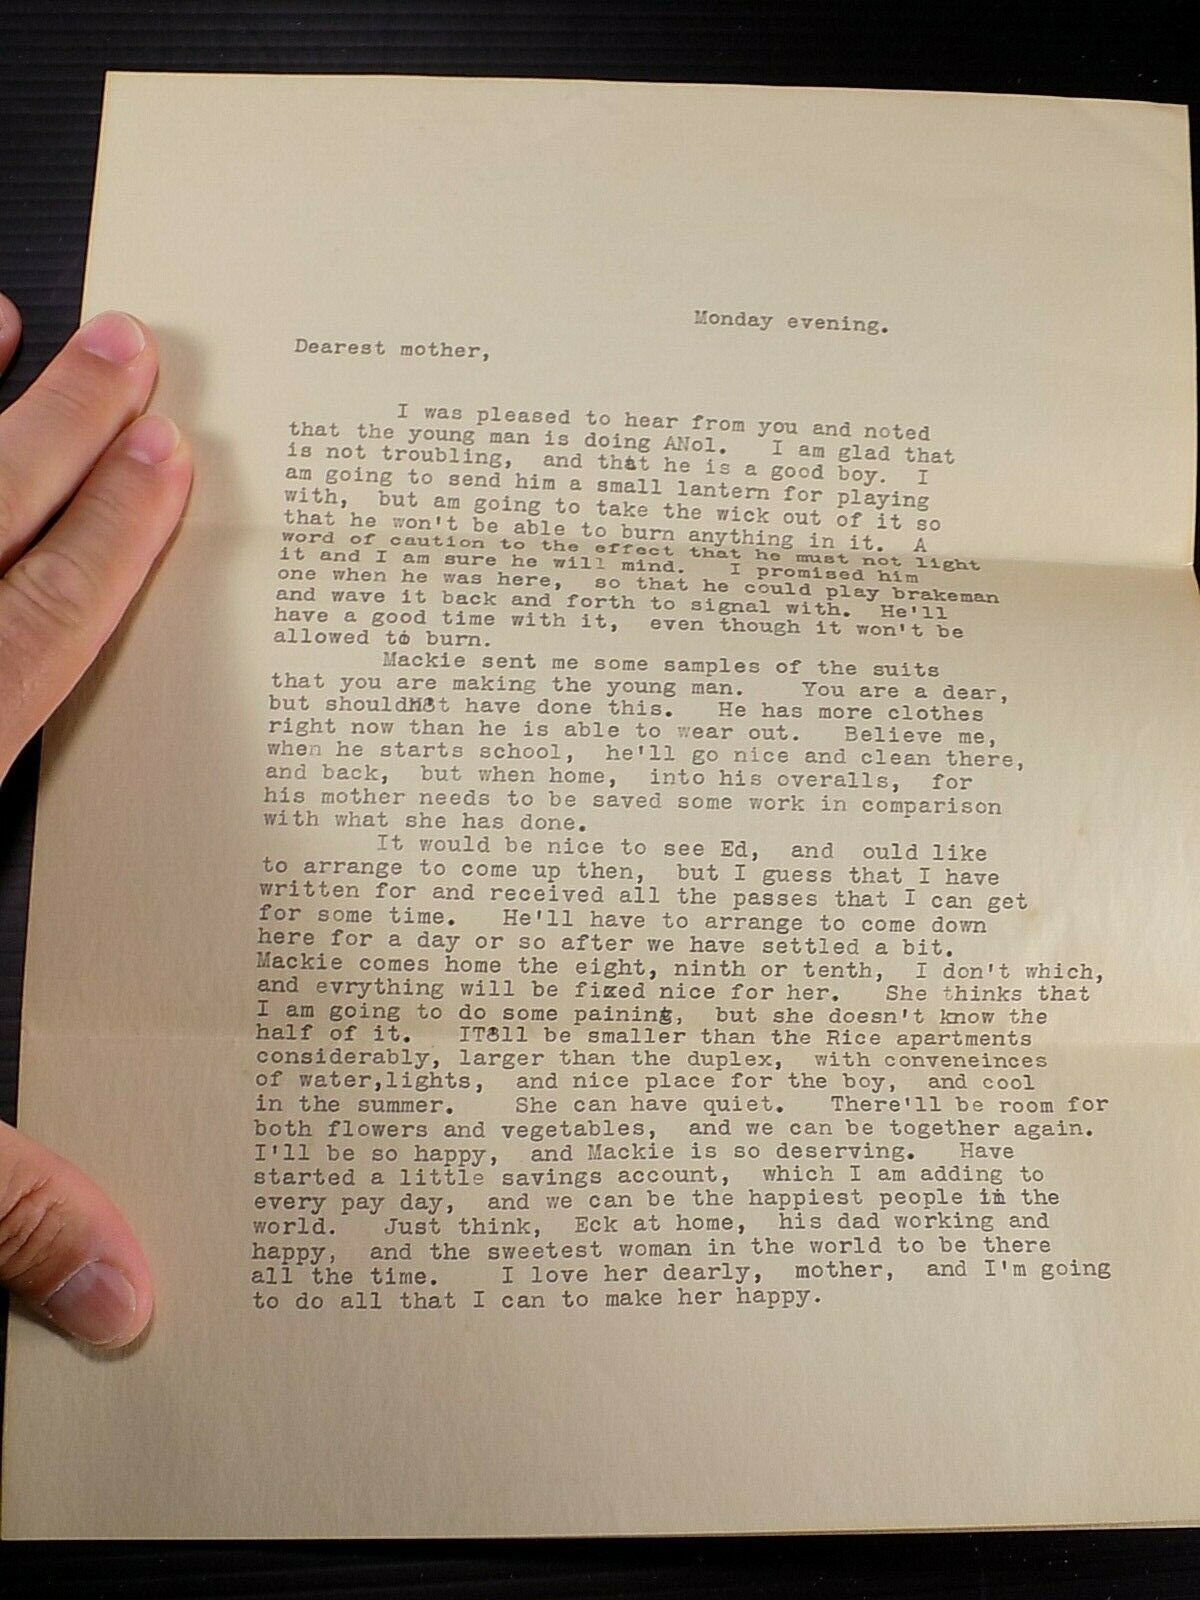 Monday evening.
Dearest mother,
I was pleased to hear from you and noted
that the young man is doing ANol. I am glad that
is not troubling, and that he is a good boy. I
am going to send him a small lantern for playing
with, but am going to take the wick out of it so
that he won't be able to burn anything in it. A
word of caution to the effect that he must not light
it and I am sure he will mind. I promised him
one when he was here, so that he could play brakeman
and wave it back and forth to signal with. He'll
have a good time with it, even though it won't be
allowed to burn.
Mackie sent me some samples of the suits
that you are making the young man. You are a dear,
but should have done this. He has more clothes
right now than he is able to wear out. Believe me,
when he starts school, he'll go nice and clean there,
and back, but when home, into his overalls, for
his mother needs to be saved some work in comparison
with what she has done.
It would be nice to see Ed, and ould like
to arrange to come up then, but I guess that I have
written for and received all the passes that I can get
for some time. He'll have to arrange to come down
here for a day or so after we have settled a bit.
Mackie comes home the eight, ninth or tenth, I don't which,
and evrything will be fixed nice for her. She thinks that
I am going to do some paining, but she doesn't know the
half of it. IT8ll be smaller than the Rice apartments
considerably, larger than the duplex, with conveneinces
of water,lights, and nice place for the boy, and cool
in the summer. She can have quiet. There'll be room for
both flowers and vegetables, and we can be together again.
I'll be so happy, and Mackie is so deserving. Have
started a little savings account, which I am adding to
every pay day, and we can be the happiest people in the
world. Just think, Eck at home, his dad working and
happy, and the sweetest woman in the world to be there
all the time. I love her dearly, mother, and I'm going
to do all that I can to make her happy.